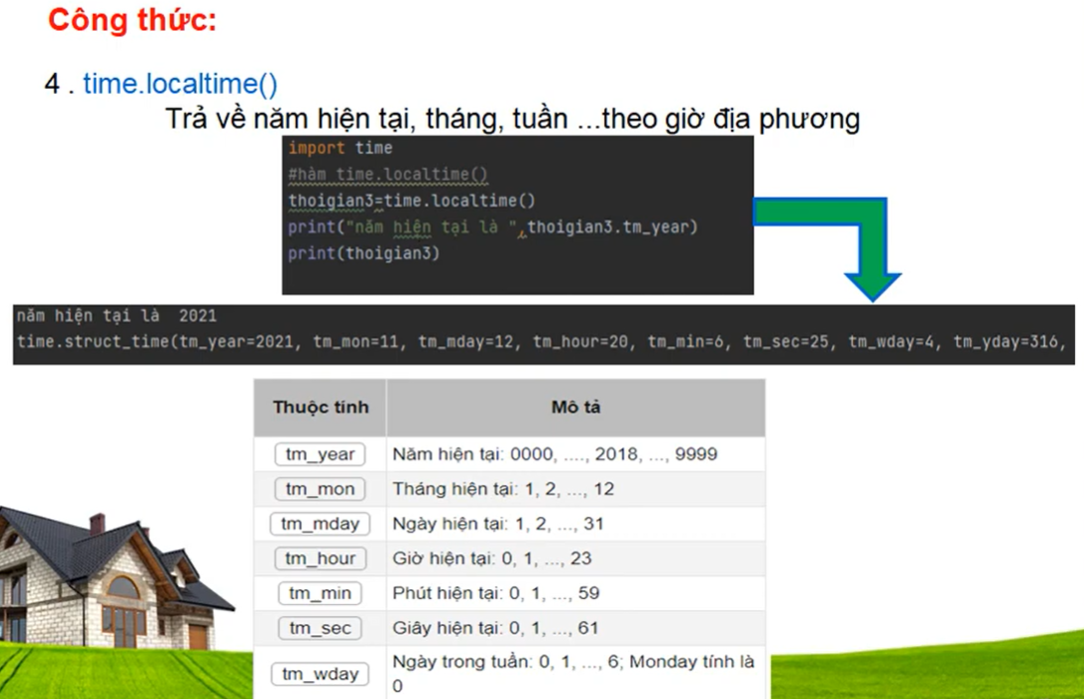 Công thức:
4 . time.localtime()
Trả về năm hiện tại, tháng, tuần ...theo giờ địa phương
import time
#hàm time.localtime()
thoigian3=time.localtime()
print("năm hiện tại là ",thoigian3.tm_year)
print(thoigian3)
năm hiện tại là  2021
time.struct_time(tm_year=2021, tm_mon=11, tm_mday=12, tm_hour=20, tm_min=6, tm_sec=25, tm_wday=4, tm_yday=316,
Thuộc tính Mô tả
tm_year Năm hiện tại: 0000, ...., 2018, ..., 9999
tm_mon Tháng hiện tại: 1, 2, ..., 12
tm_mday Ngày hiện tại: 1, 2, ..., 31
tm_hour Giờ hiện tại: 0, 1, ..., 23
tm_min Phút hiện tại: 0, 1, ..., 59
tm_sec Giây hiện tại: 0, 1, ..., 61
tm_wday Ngày trong tuần: 0, 1, ..., 6; Monday tính là
0